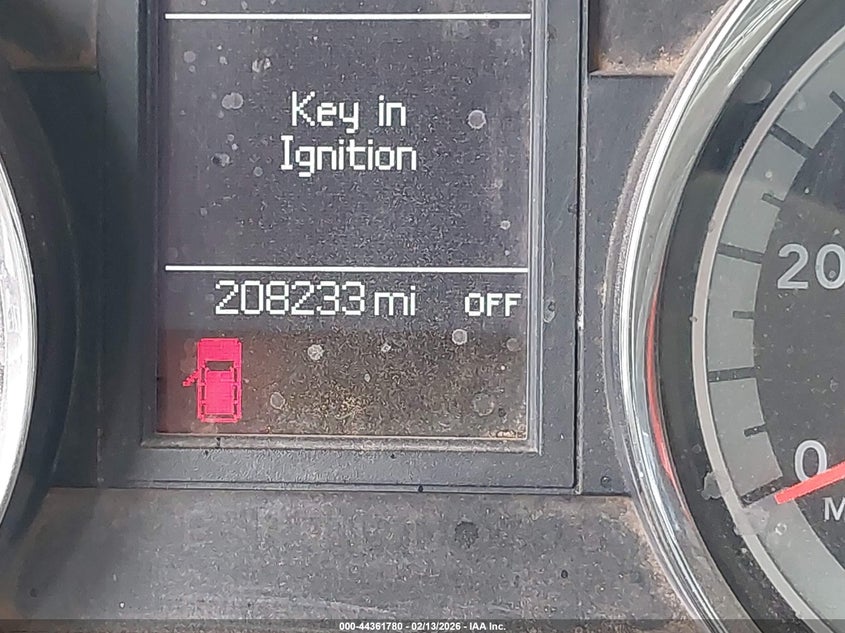 Key in
Ignition
208233 mi OFF
20
0
M
000-44361780 - 02/13/2026 - IAA Inc.